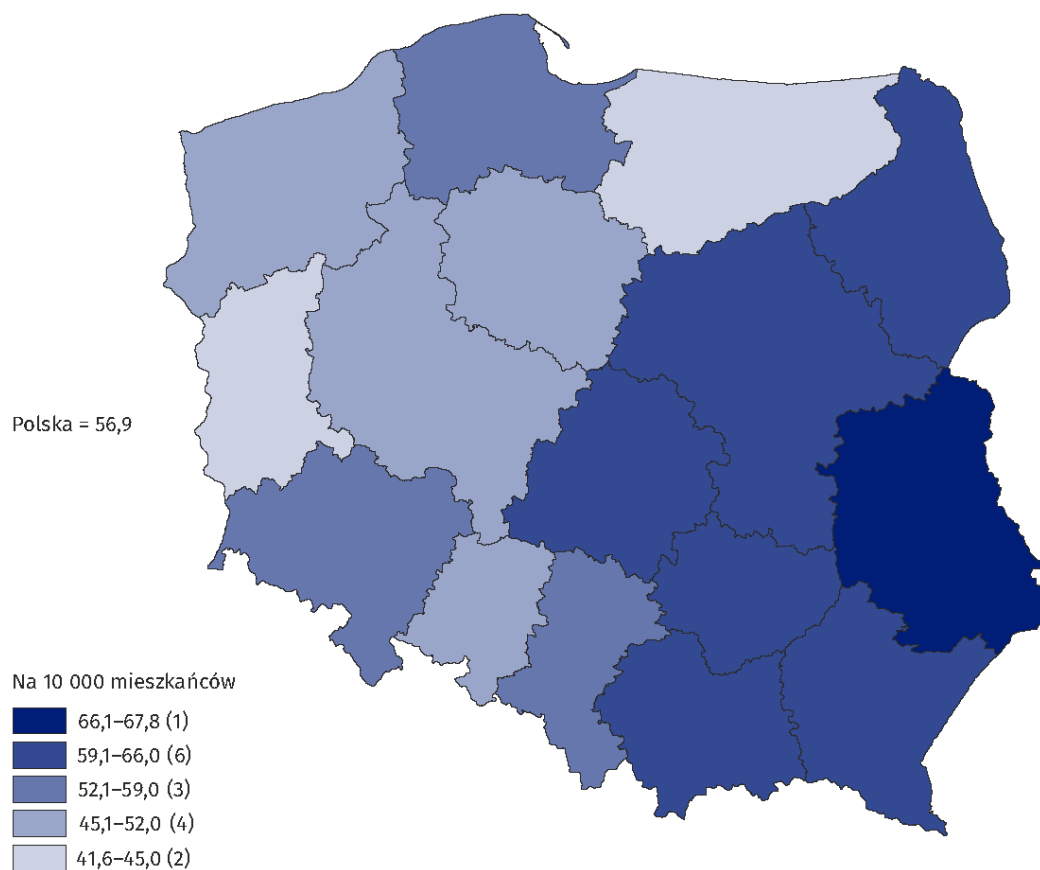 Polska = 56,9
Na 10 000 mieszkańców
66,1–67,8 (1)
59,1–66,0 (6)
52,1–59,0 (3)
45,1–52,0 (4)
41,6–45,0 (2)